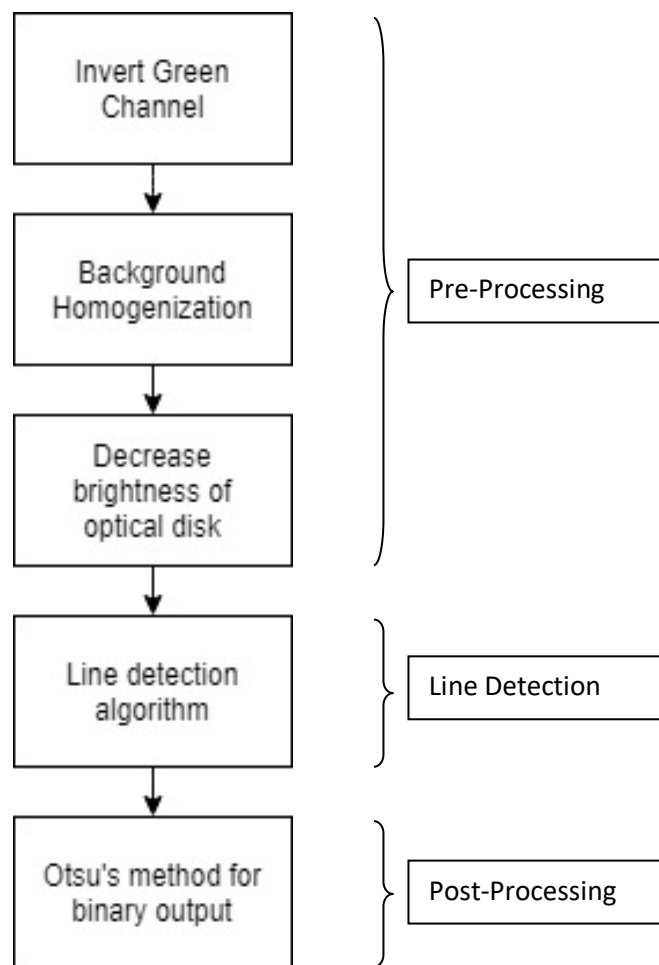 Invert Green
Channel
Background
Homogenization
Pre-Processing
Decrease
brightness of
optical disk
Line detection
algorithm
Line Detection
Otsu's method for
binary output
Post-Processing